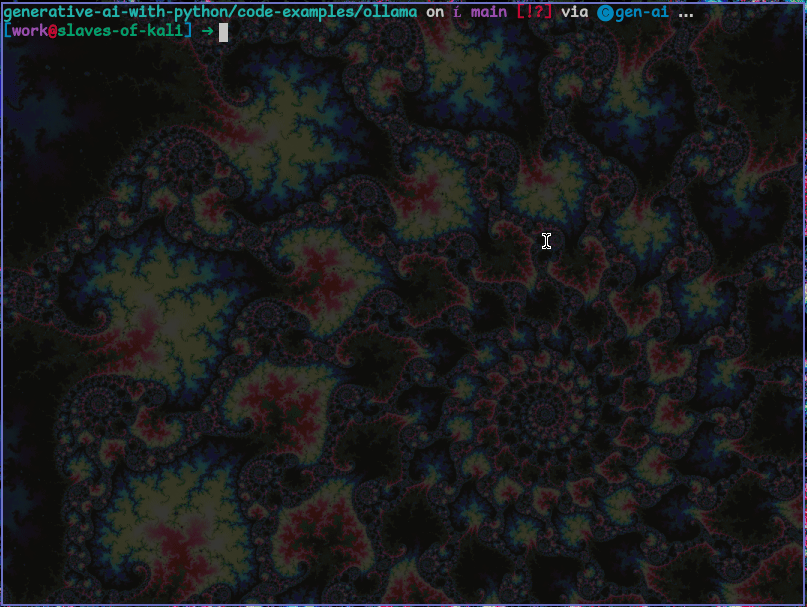 generative-ai-with-python/code-examples/ollama on  main [!?] via © gen-ai ...
[work@slaves-of-kali] →